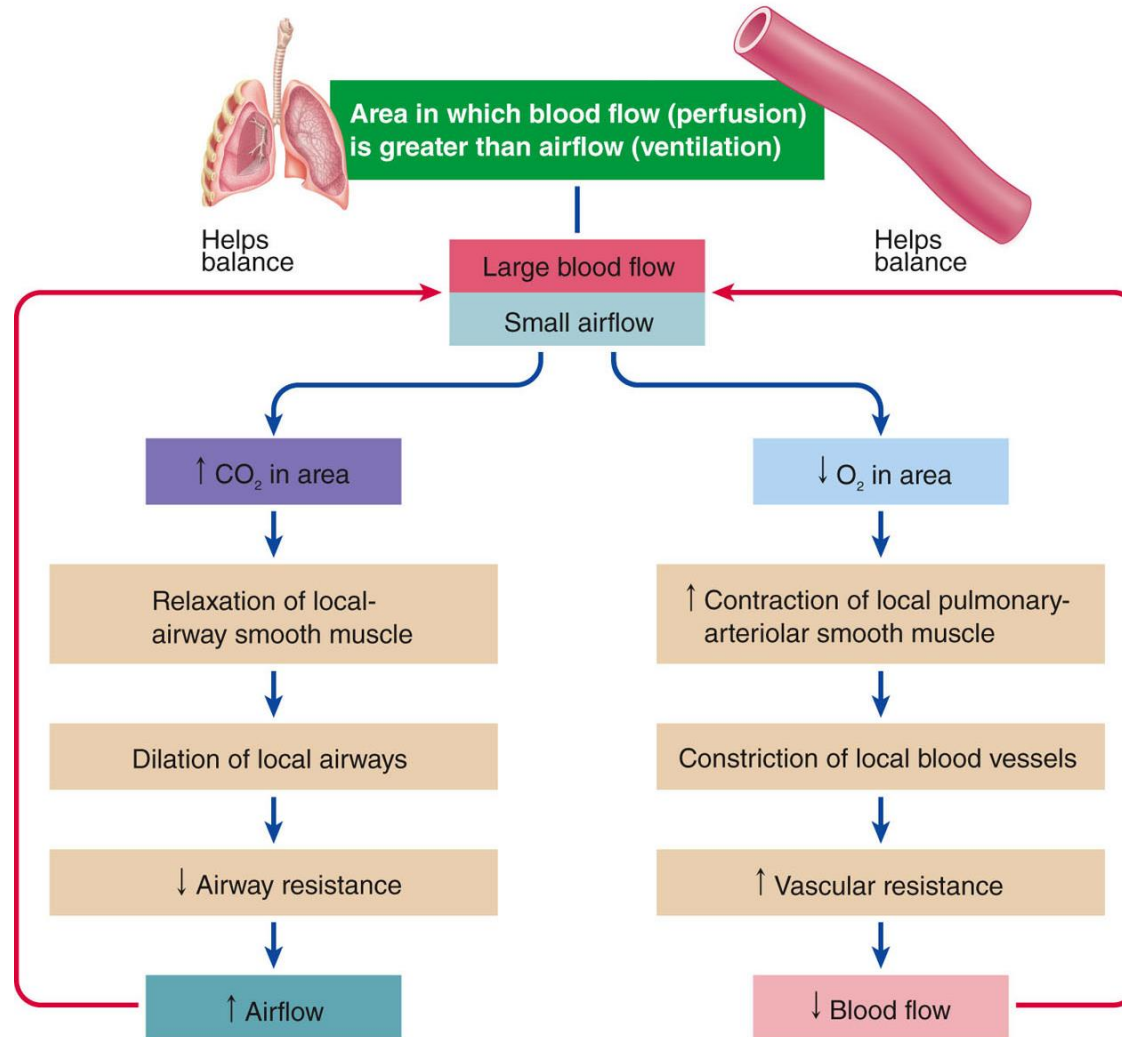 Area in which blood flow (perfusion)
is greater than airflow (ventilation)
Helps
balance
Helps
balance
Large blood flow
Small airflow
↑ CO₂ in area
↓ O₂ in area
Relaxation of local-
airway smooth muscle
↑ Contraction of local pulmonary-
arteriolar smooth muscle
Dilation of local airways
Constriction of local blood vessels
↓ Airway resistance
↑ Vascular resistance
↑ Airflow
↓ Blood flow